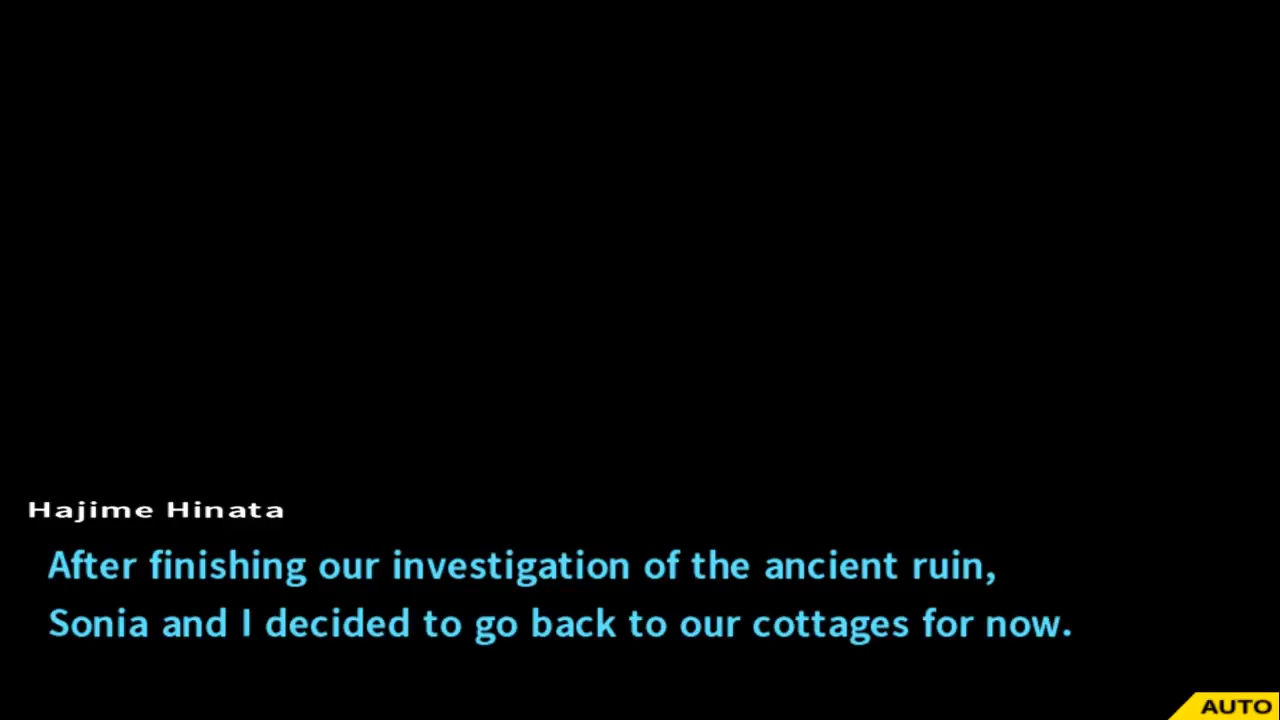 Hajime Hinata
After finishing our investigation of the ancient ruin,
Sonia and I decided to go back to our cottages for now.
AUTO